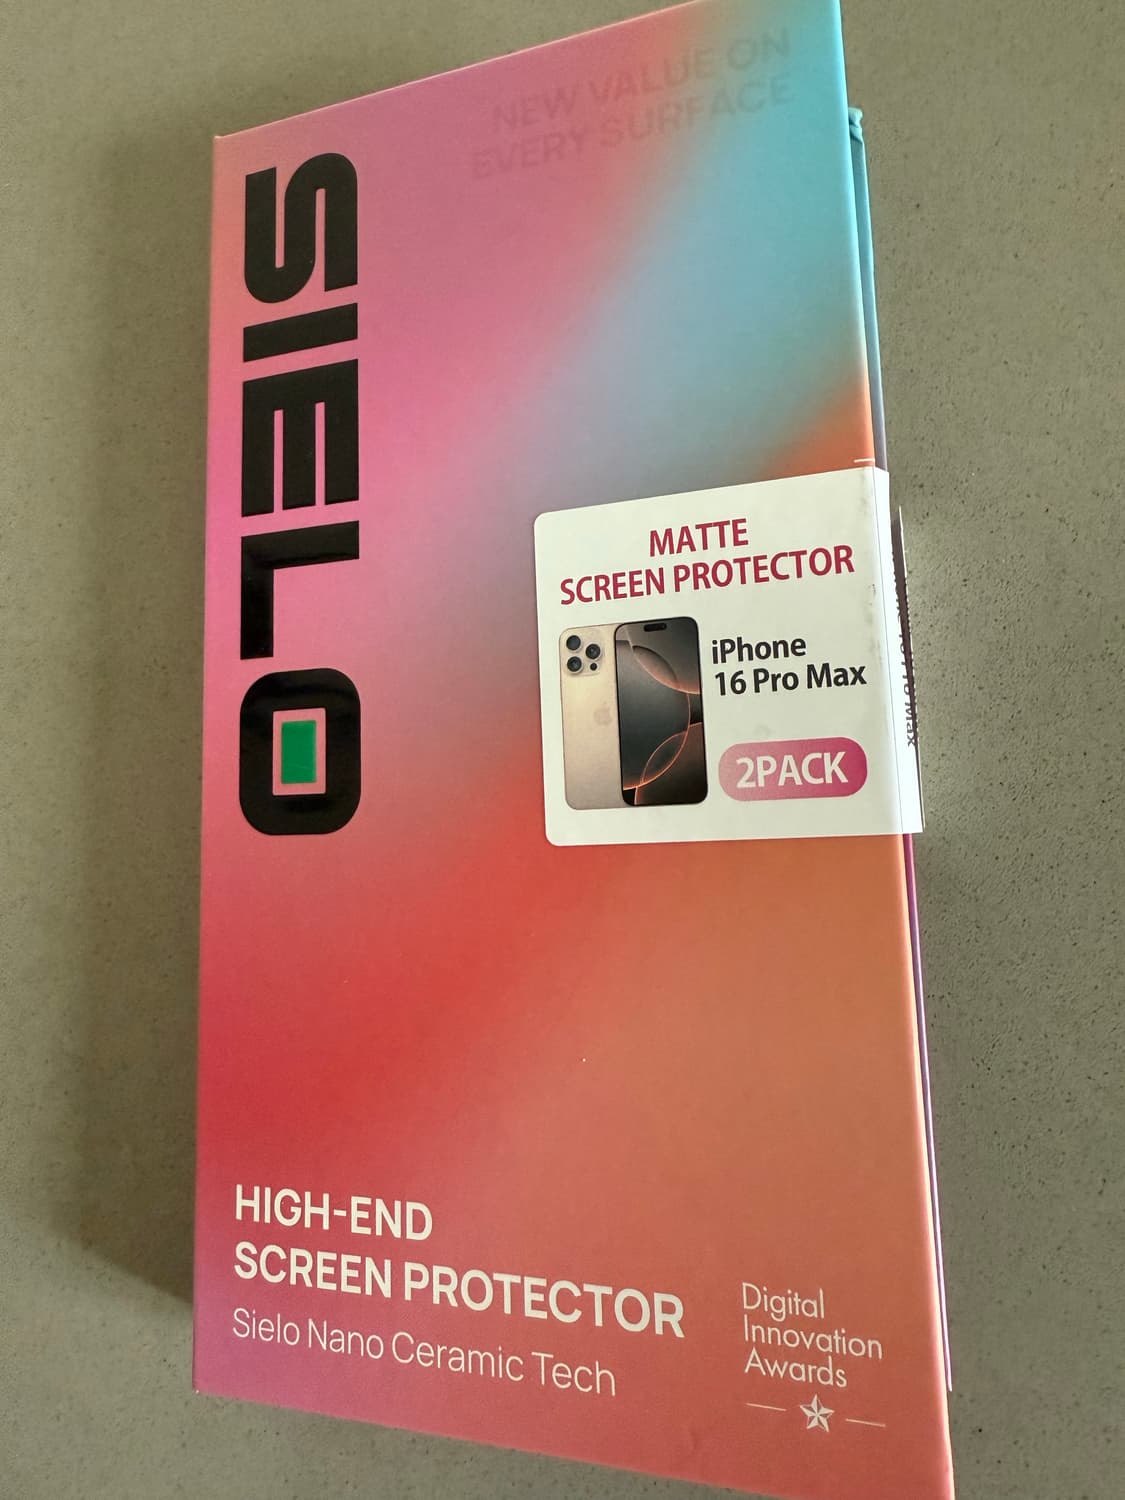 NEW VALUE ON
EVERY SURFACE
SIELO
MATTE
SCREEN PROTECTOR
iPhone
16 Pro Max
2PACK
HIGH-END
SCREEN PROTECTOR
Sielo Nano Ceramic Tech
Digital
Innovation
Awards